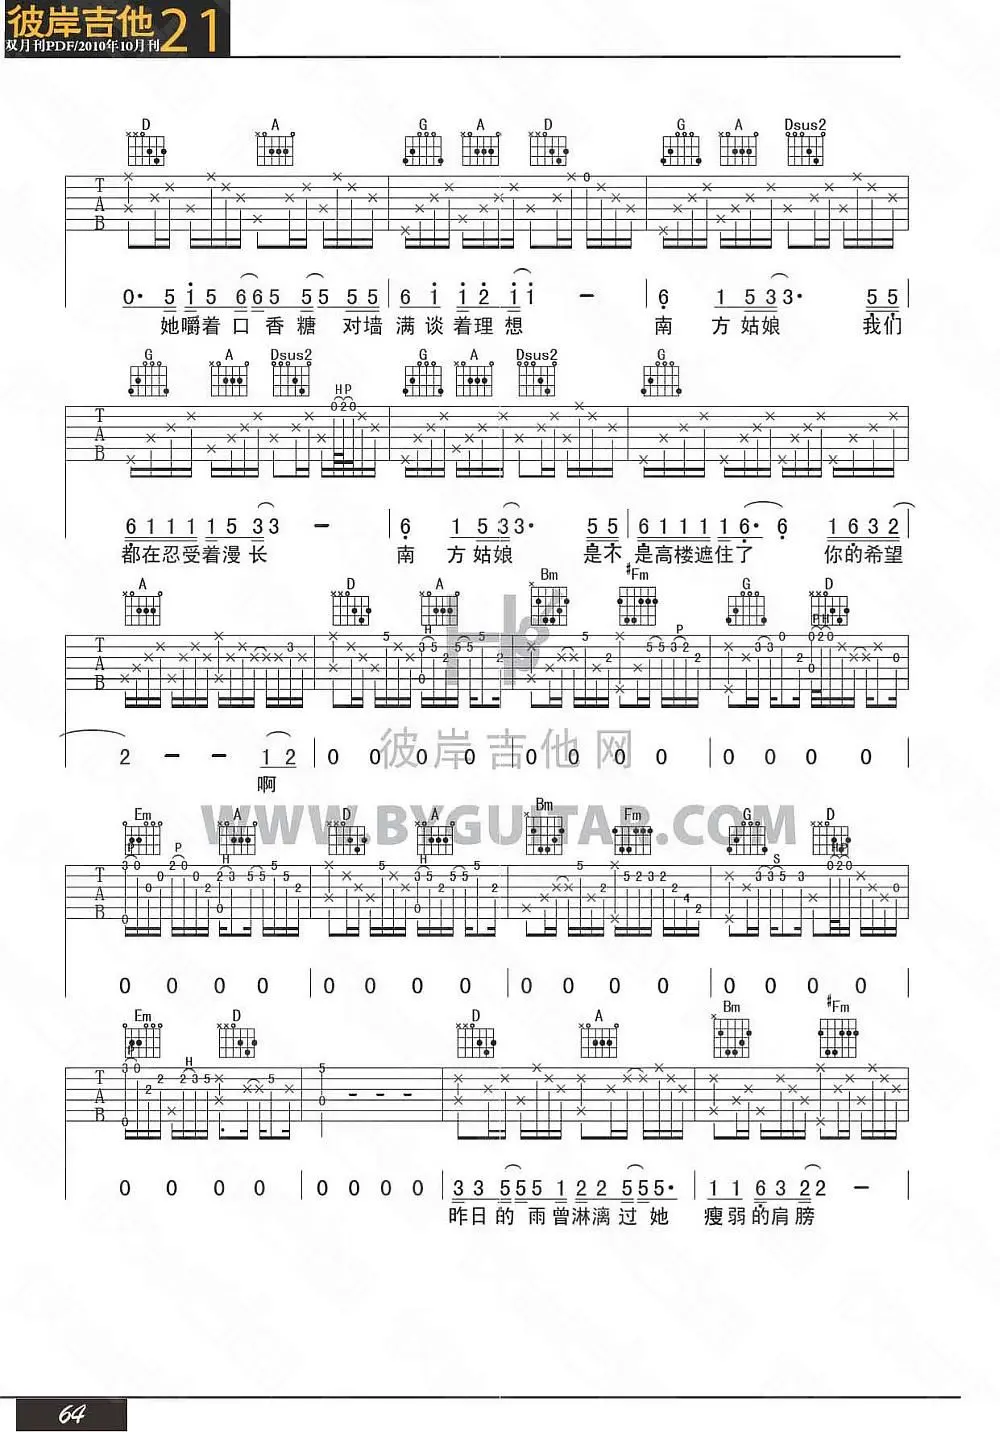 彼岸吉他 21
双月刊PDF/2010年10月刊
D A G A D G A Dsus2
T
A
B
0· 5 1 5 6 6 5 5 5 5 5 6 1 1 2 1 1 - 6 1 5 3 3· 5 5
她嚼着口香糖 对墙满谈着理想 南方姑娘 我们
G A Dsus2 G A Dsus2 G
H P
0 2 0
T
A
B
6 1 1 1 1 5 3 3 - 6 1 5 3 3· 5 5 6 1 1 1 1 6· 6 1 6 3 2
都在忍受着漫长 南方姑娘 是不是高楼遮住了 你的希望
A D A Bm #Fm G D
T
A
B
2 - - 1 2 0 0 0 0 0 0 0 0 0 0 0 0
啊
彼岸吉他网
WWW.BYGUITAR.COM
Em A D A Bm Fm G D
T
A
B
0 0 0 0 0 0 0 0 0 0 0 0 0 0 0 0
Em D D A Bm #Fm
T
A
B
0 0 0 0 0 0 0 0 3 3 5 5 5 1 2 2 5 5 5· 1 1 6 3 2 2 -
昨日的雨曾淋漓过她 瘦弱的肩膀
64